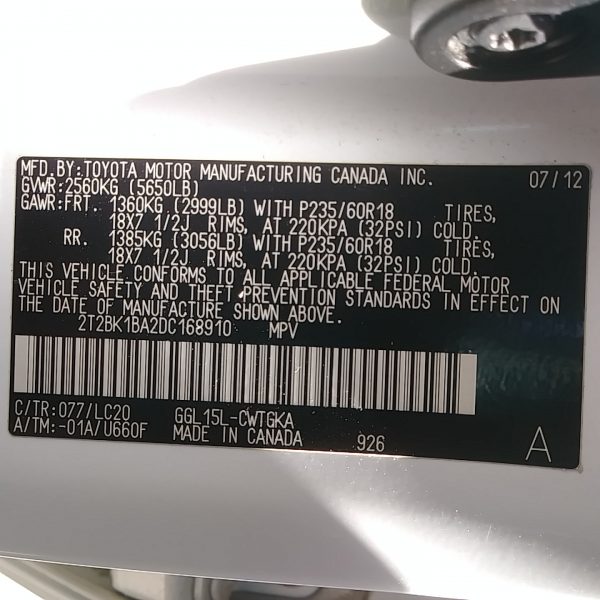 MFD.BY:TOYOTA MOTOR MANUFACTURING CANADA INC. 07/12
GVWR:2560KG (5650LB)
GAWR:FRT. 1360KG (2999LB) WITH P235/60R18 TIRES,
18X7 1/2J RIMS, AT 220KPA (32PSI) COLD.
RR. 1385KG (3056LB) WITH P235/60R18 TIRES,
18X7 1/2J RIMS, AT 220KPA (32PSI) COLD.
THIS VEHICLE CONFORMS TO ALL APPLICABLE FEDERAL MOTOR
VEHICLE SAFETY AND THEFT PREVENTION STANDARDS IN EFFECT ON
THE DATE OF MANUFACTURE SHOWN ABOVE.
2T2BK1BA2DC168910 MPV
C/TR:077/LC20 GGL15L-CWTGKA
A/TM:-01A/U660F MADE IN CANADA 926 A